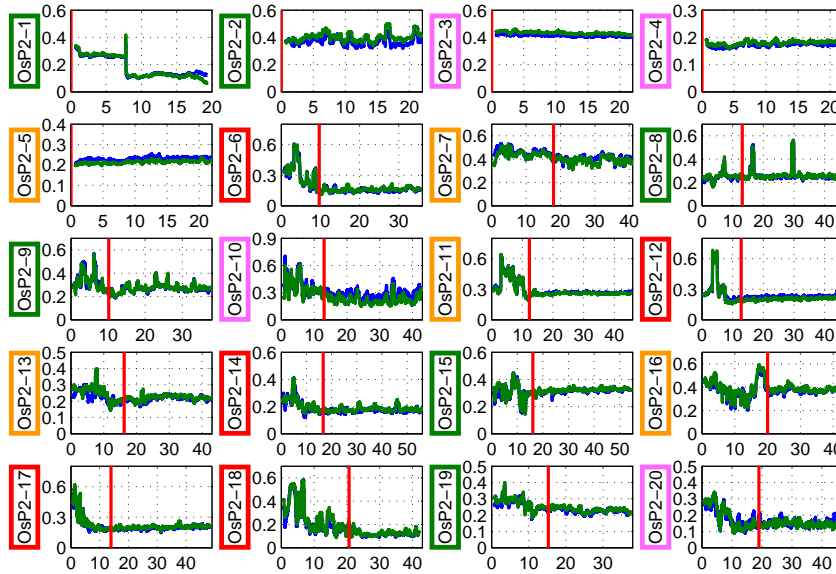 OsP2-1
0.6 0.4 0.2 0
0 5 10 15 20
OsP2-2
0.6 0.4 0.2 0
0 5 10 15 20
OsP2-3
0.6 0.4 0.2 0
0 5 10 15 20
OsP2-4
0.3 0.2 0.1 0
0 5 10 15 20
OsP2-5
0.4 0.3 0.2 0.1 0
0 5 10 15 20
OsP2-6
0.6 0.4 0.2 0
0 10 20 30
OsP2-7
0.6 0.4 0.2 0
0 10 20 30 40
OsP2-8
0.6 0.4 0.2 0
0 10 20 30 40
OsP2-9
0.6 0.4 0.2 0
0 10 20 30
OsP2-10
0.9 0.6 0.3 0
0 10 20 30 40
OsP2-11
0.6 0.3 0
0 10 20 30 40
OsP2-12
0.6 0.4 0.2 0
0 10 20 30 40
OsP2-13
0.5 0.4 0.3 0.2 0.1 0
0 10 20 30 40
OsP2-14
0.6 0.4 0.2 0
0 10 20 30 40 50
OsP2-15
0.6 0.4 0.2 0
0 10 20 30 40 50
OsP2-16
0.6 0.4 0.2 0
0 10 20 30 40
OsP2-17
0.6 0.3 0
0 10 20 30 40
OsP2-18
0.6 0.4 0.2 0
0 10 20 30 40
OsP2-19
0.5 0.4 0.3 0.2 0.1 0
0 10 20 30
OsP2-20
0.5 0.4 0.3 0.2 0.1 0
0 10 20 30 40